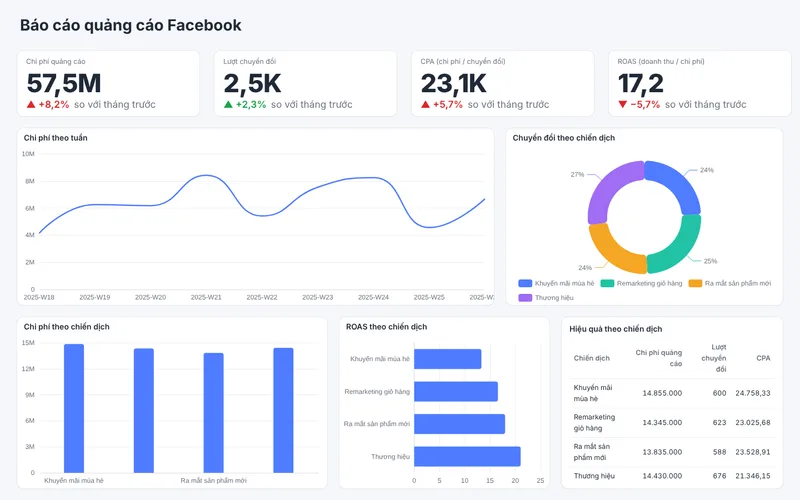 Báo cáo quảng cáo Facebook
Chi phí quảng cáo
57,5M
▲ +8,2% so với tháng trước
Lượt chuyển đổi
2,5K
▲ +2,3% so với tháng trước
CPA (chi phí / chuyển đổi)
23,1K
▲ +5,7% so với tháng trước
ROAS (doanh thu / chi phí)
17,2
▼ −5,7% so với tháng trước
Chi phí theo tuần
10M
8M
6M
4M
2M
0
2025-W18 2025-W19 2025-W20 2025-W21 2025-W22 2025-W23 2025-W24 2025-W25 2025-W
Chuyển đổi theo chiến dịch
27% 24%
24% 25%
Khuyến mãi mùa hè Remarketing giỏ hàng Ra mắt sản phẩm mới
Thương hiệu
Chi phí theo chiến dịch
15M
12M
9M
6M
3M
0
Khuyến mãi mùa hè Ra mắt sản phẩm mới
ROAS theo chiến dịch
Khuyến mãi mùa hè
Remarketing giỏ hàng
Ra mắt sản phẩm mới
Thương hiệu
0 5 10 15 20 25
Hiệu quả theo chiến dịch
Chiến dịch Chi phí quảng cáo Lượt chuyển đổi CPA
Khuyến mãi mùa hè 14.855.000 600 24.758,33
Remarketing giỏ hàng 14.345.000 623 23.025,68
Ra mắt sản phẩm mới 13.835.000 588 23.528,91
Thương hiệu 14.430.000 676 21.346,15